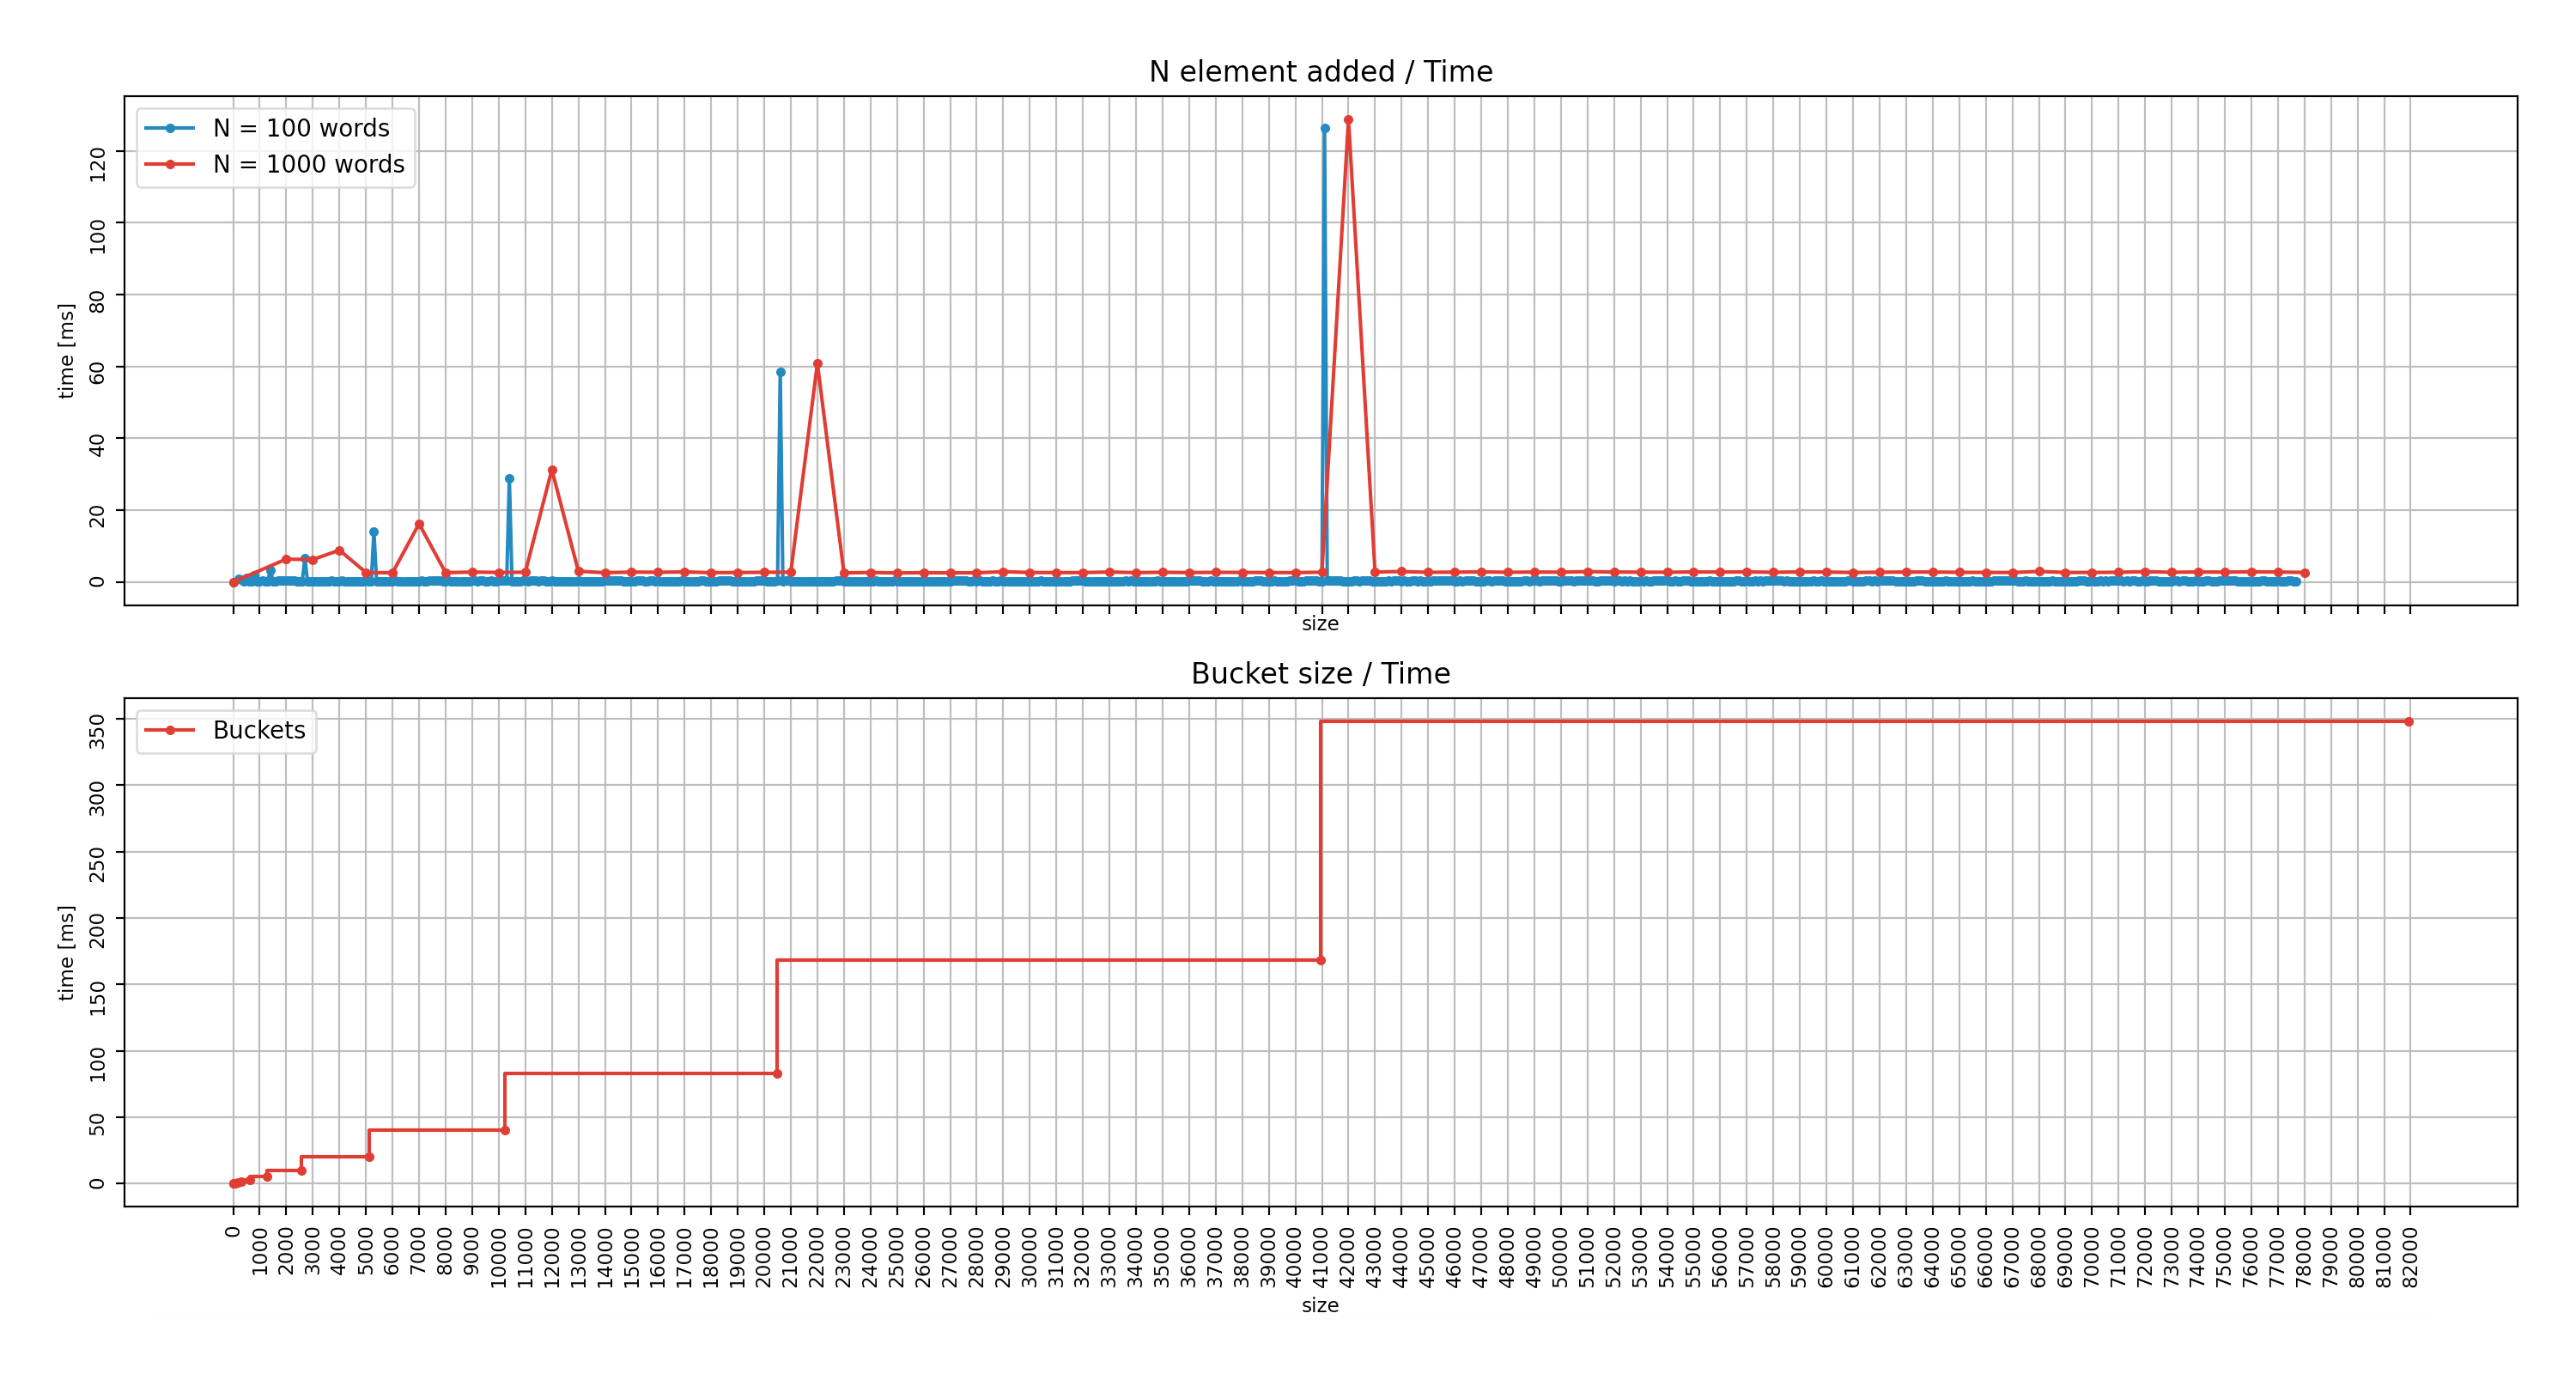 N element added / Time
N = 100 words
N = 1000 words
120
100
80
60
40
20
0
time [ms]
size
Bucket size / Time
Buckets
350
300
250
200
150
100
50
0
time [ms]
0 1000 2000 3000 4000 5000 6000 7000 8000 9000 10000 11000 12000 13000 14000 15000 16000 17000 18000 19000 20000 21000 22000 23000 24000 25000 26000 27000 28000 29000 30000 31000 32000 33000 34000 35000 36000 37000 38000 39000 40000 41000 42000 43000 44000 45000 46000 47000 48000 49000 50000 51000 52000 53000 54000 55000 56000 57000 58000 59000 60000 61000 62000 63000 64000 65000 66000 67000 68000 69000 70000 71000 72000 73000 74000 75000 76000 77000 78000 79000 80000 81000 82000
size